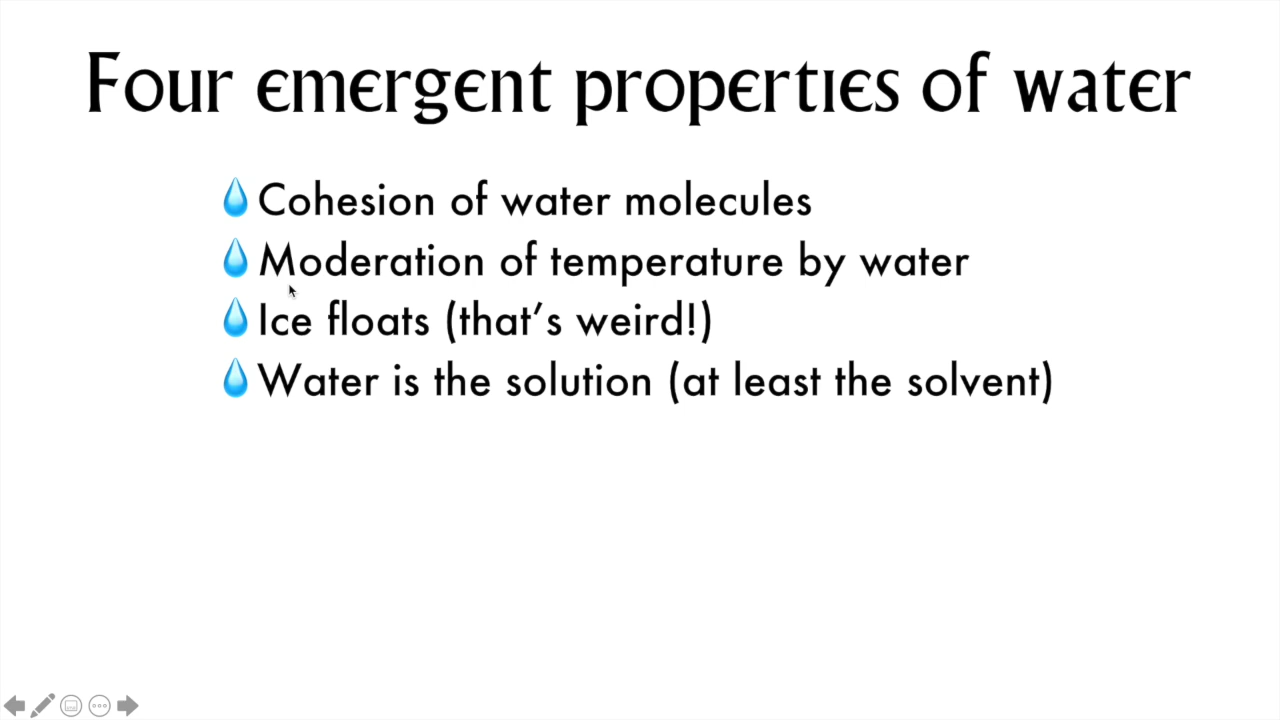 Four emergent properties of water
💧Cohesion of water molecules
💧Moderation of temperature by water
💧Ice floats (that’s weird!)
💧Water is the solution (at least the solvent)